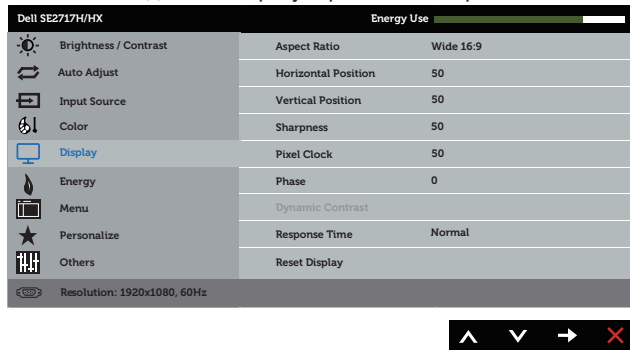 Dell SE2717H/HX Energy Use
Brightness / Contrast Aspect Ratio Wide 16:9
Auto Adjust Horizontal Position 50
Input Source Vertical Position 50
Color Sharpness 50
Display Pixel Clock 50
Energy Phase 0
Menu Dynamic Contrast
Personalize Response Time Normal
Others Reset Display
Resolution: 1920x1080, 60Hz